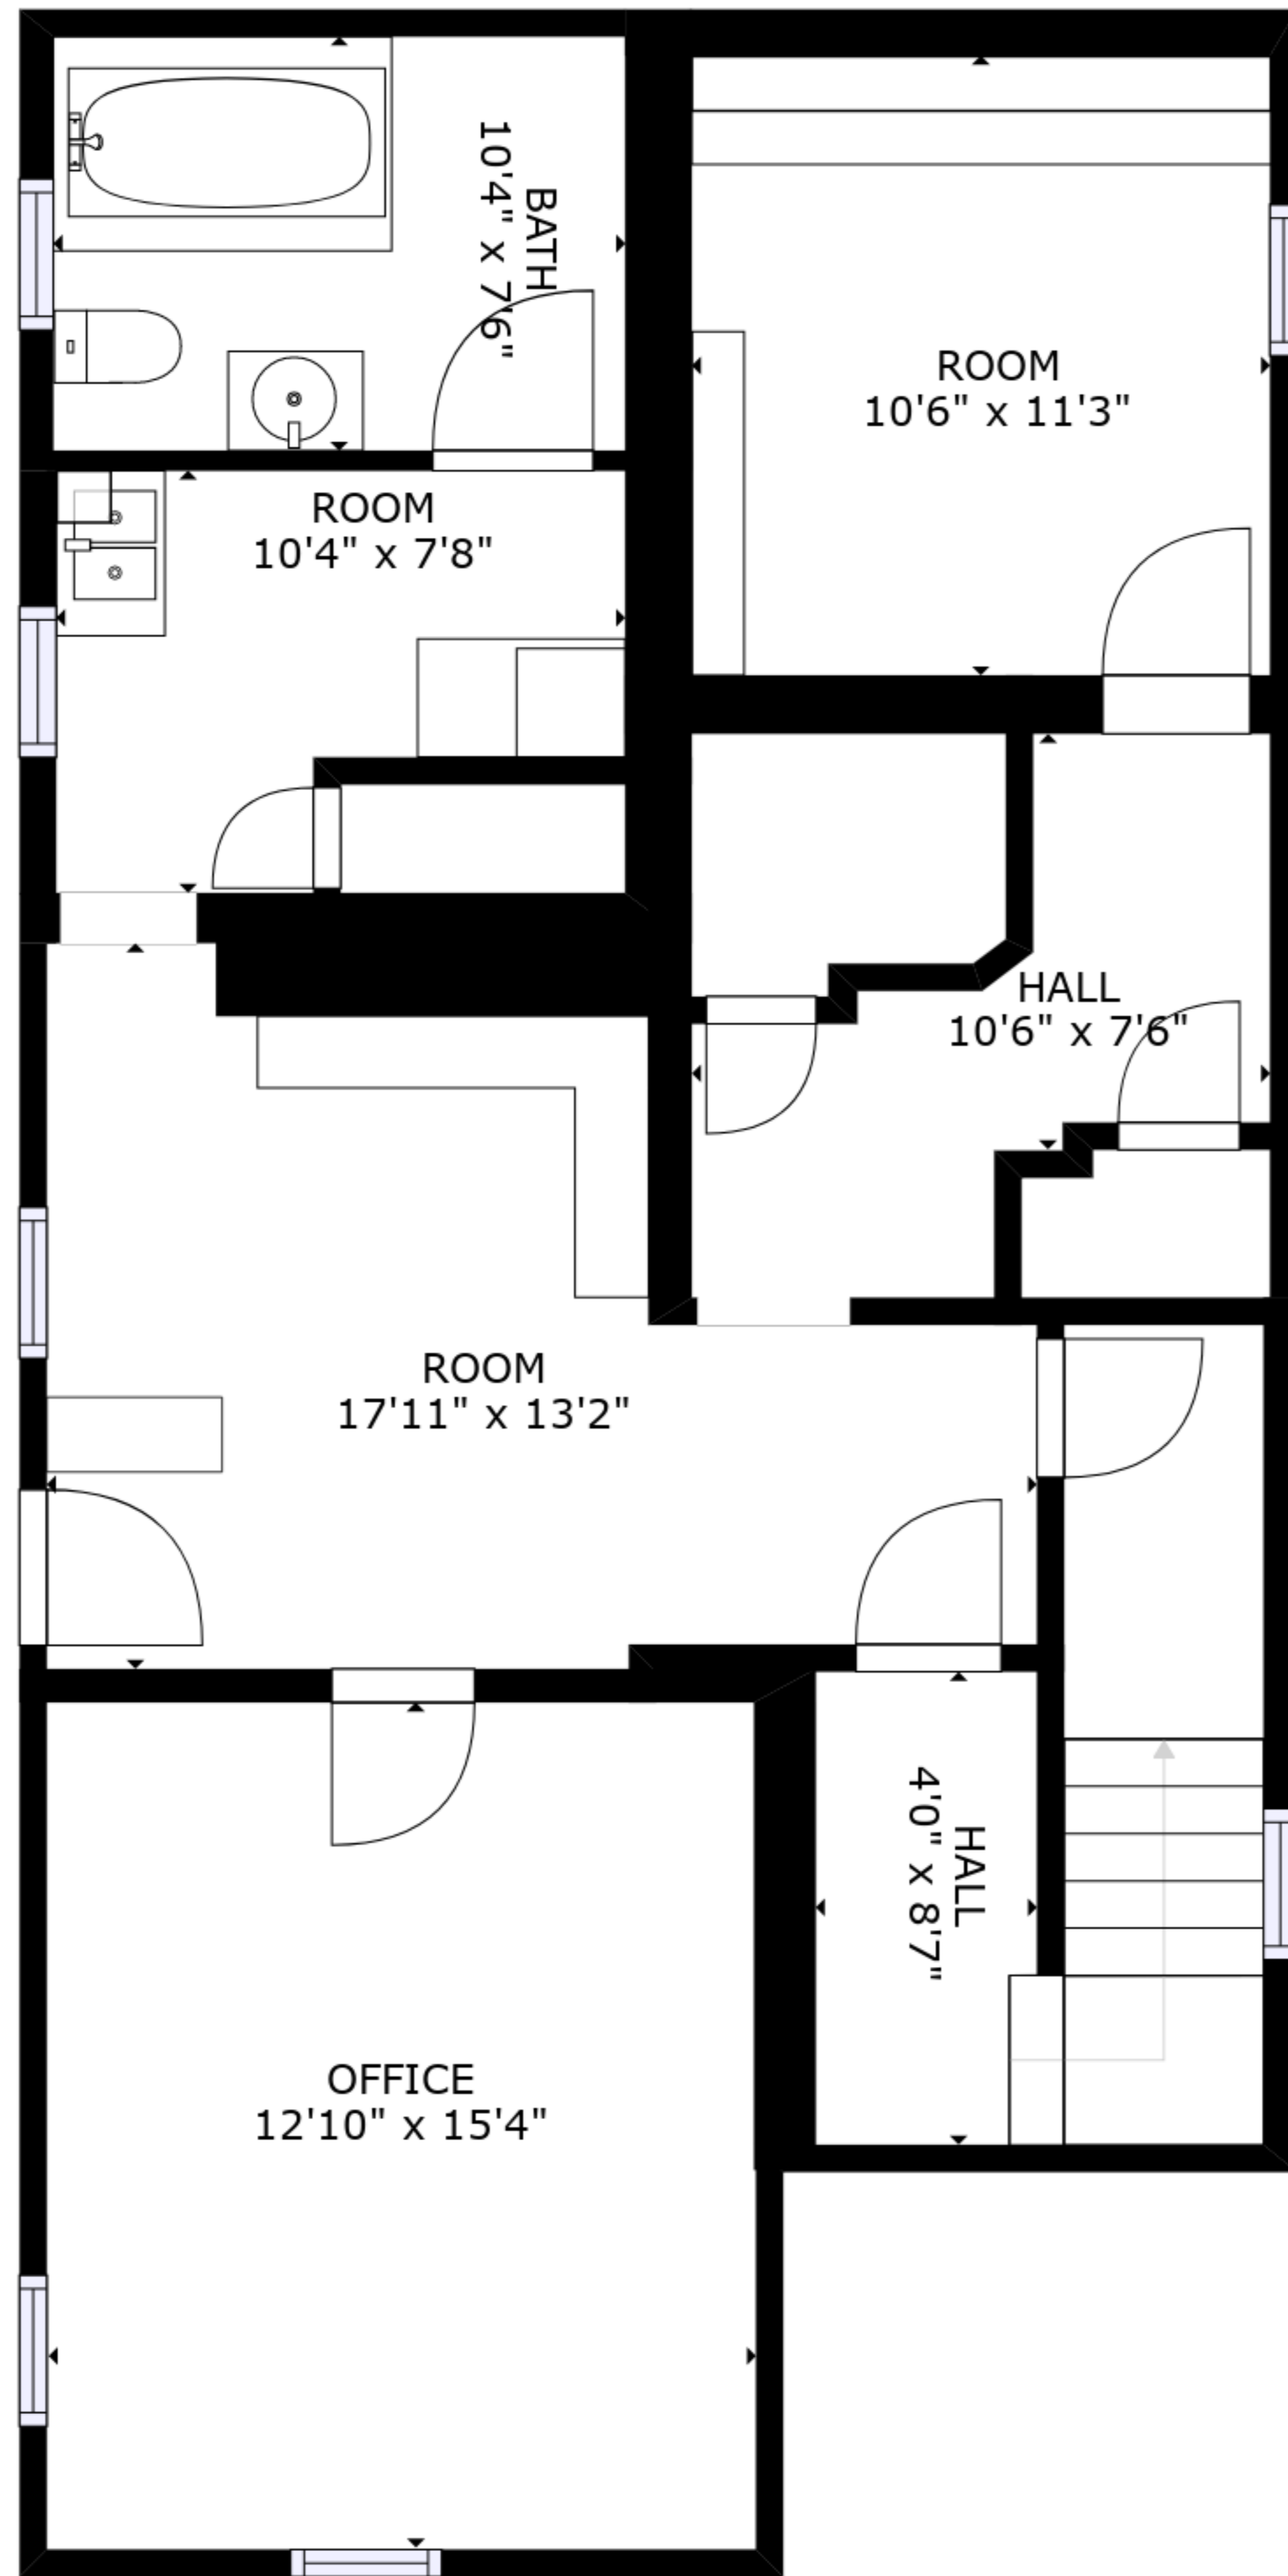 BATH
10'4" x 7'6"
ROOM
10'6" x 11'3"
ROOM
10'4" x 7'8"
HALL
10'6" x 7'6"
ROOM
17'11" x 13'2"
HALL
4'0" x 8'7"
OFFICE
12'10" x 15'4"